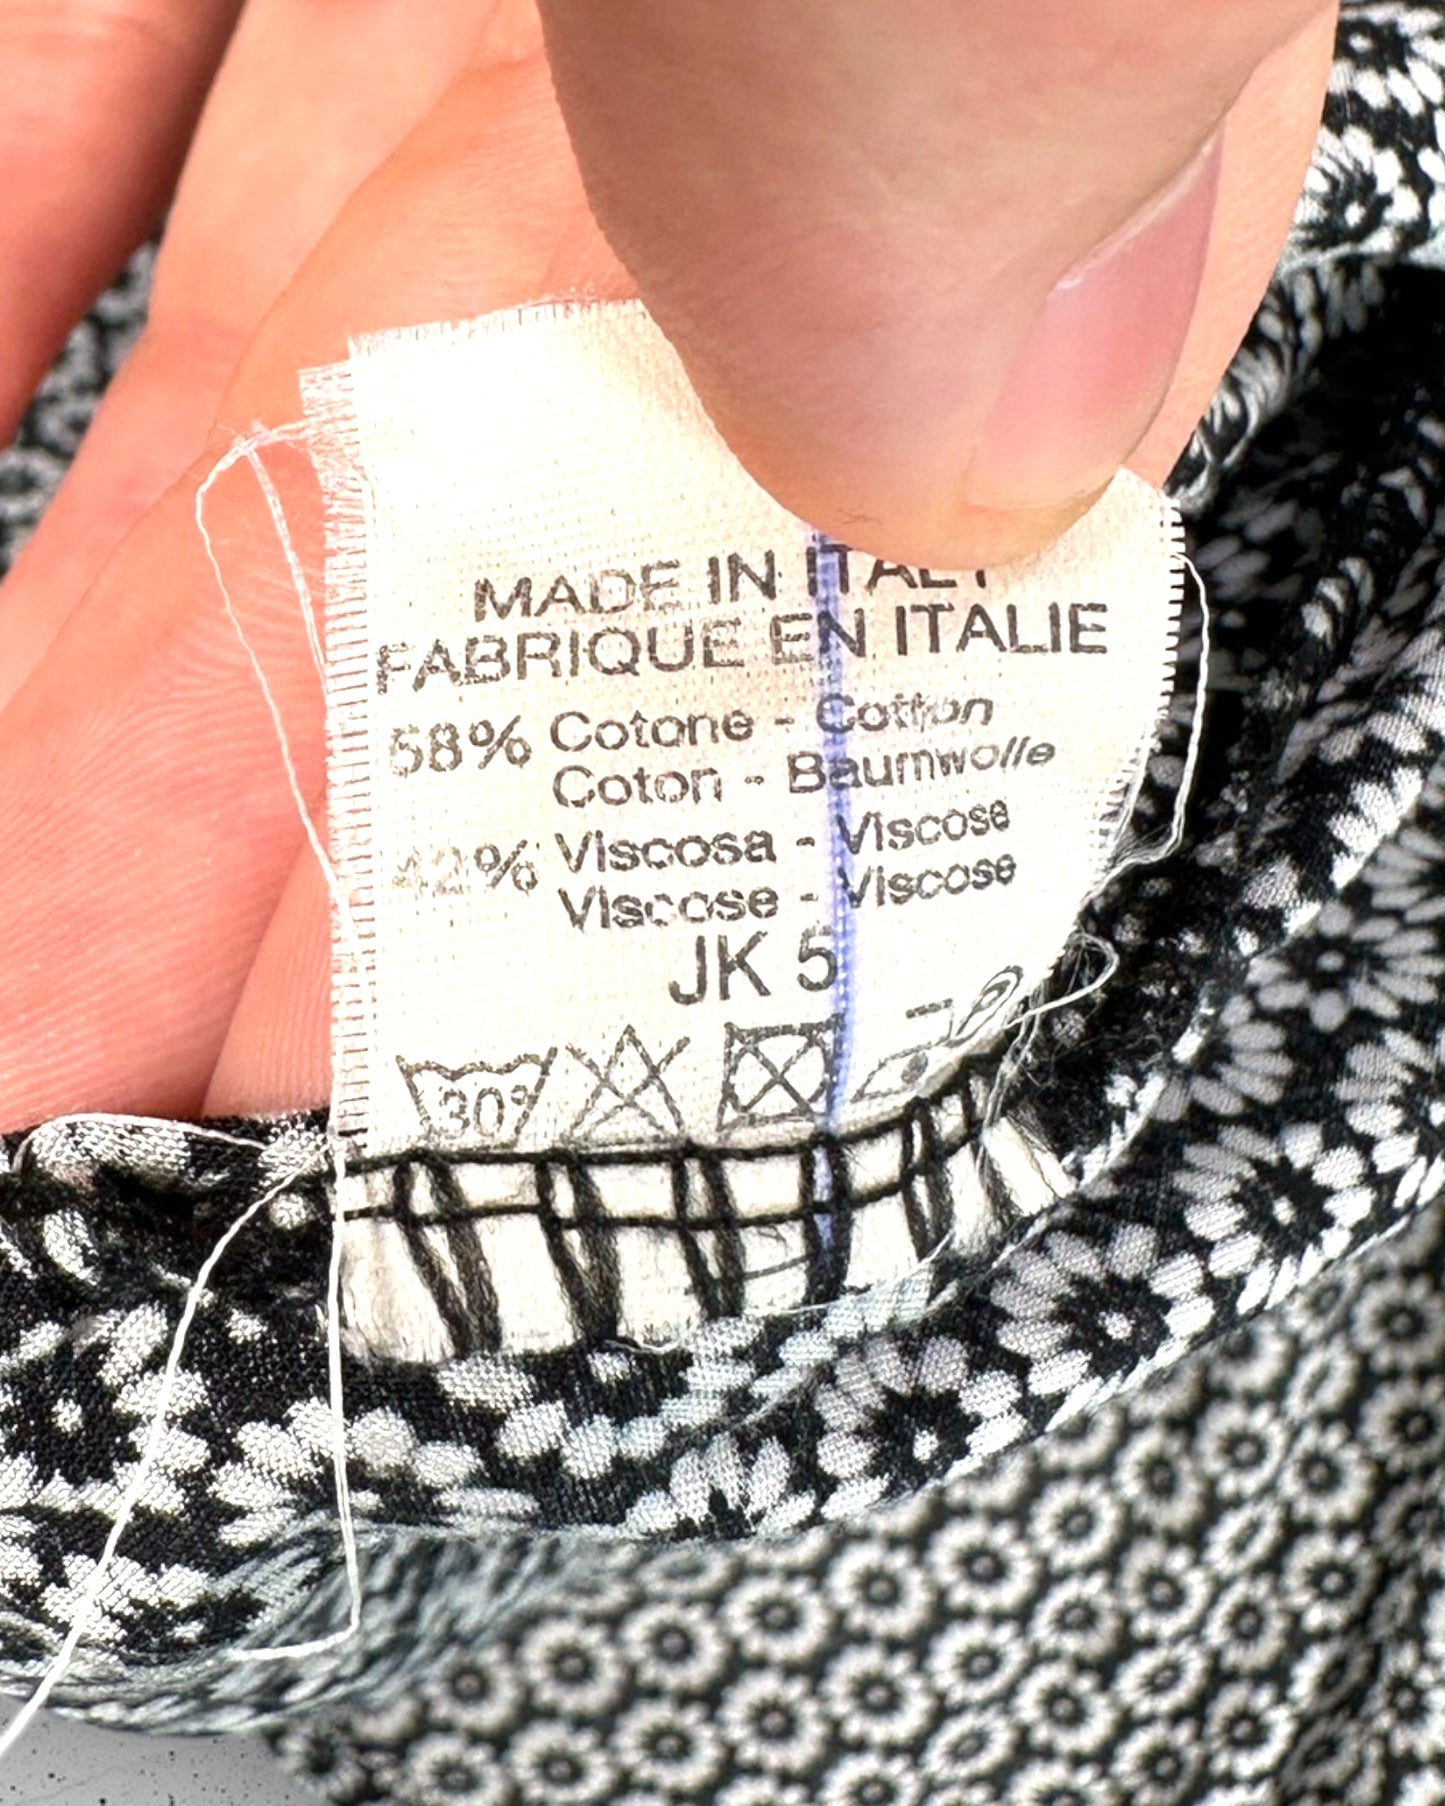 MADE IN ITALY
FABRIQUE EN ITALIE
58% Cotone - Cotton
Coton - Baumwolle
42% Viscosa - Viscose
Viscose - Viscose
JK 5
30°